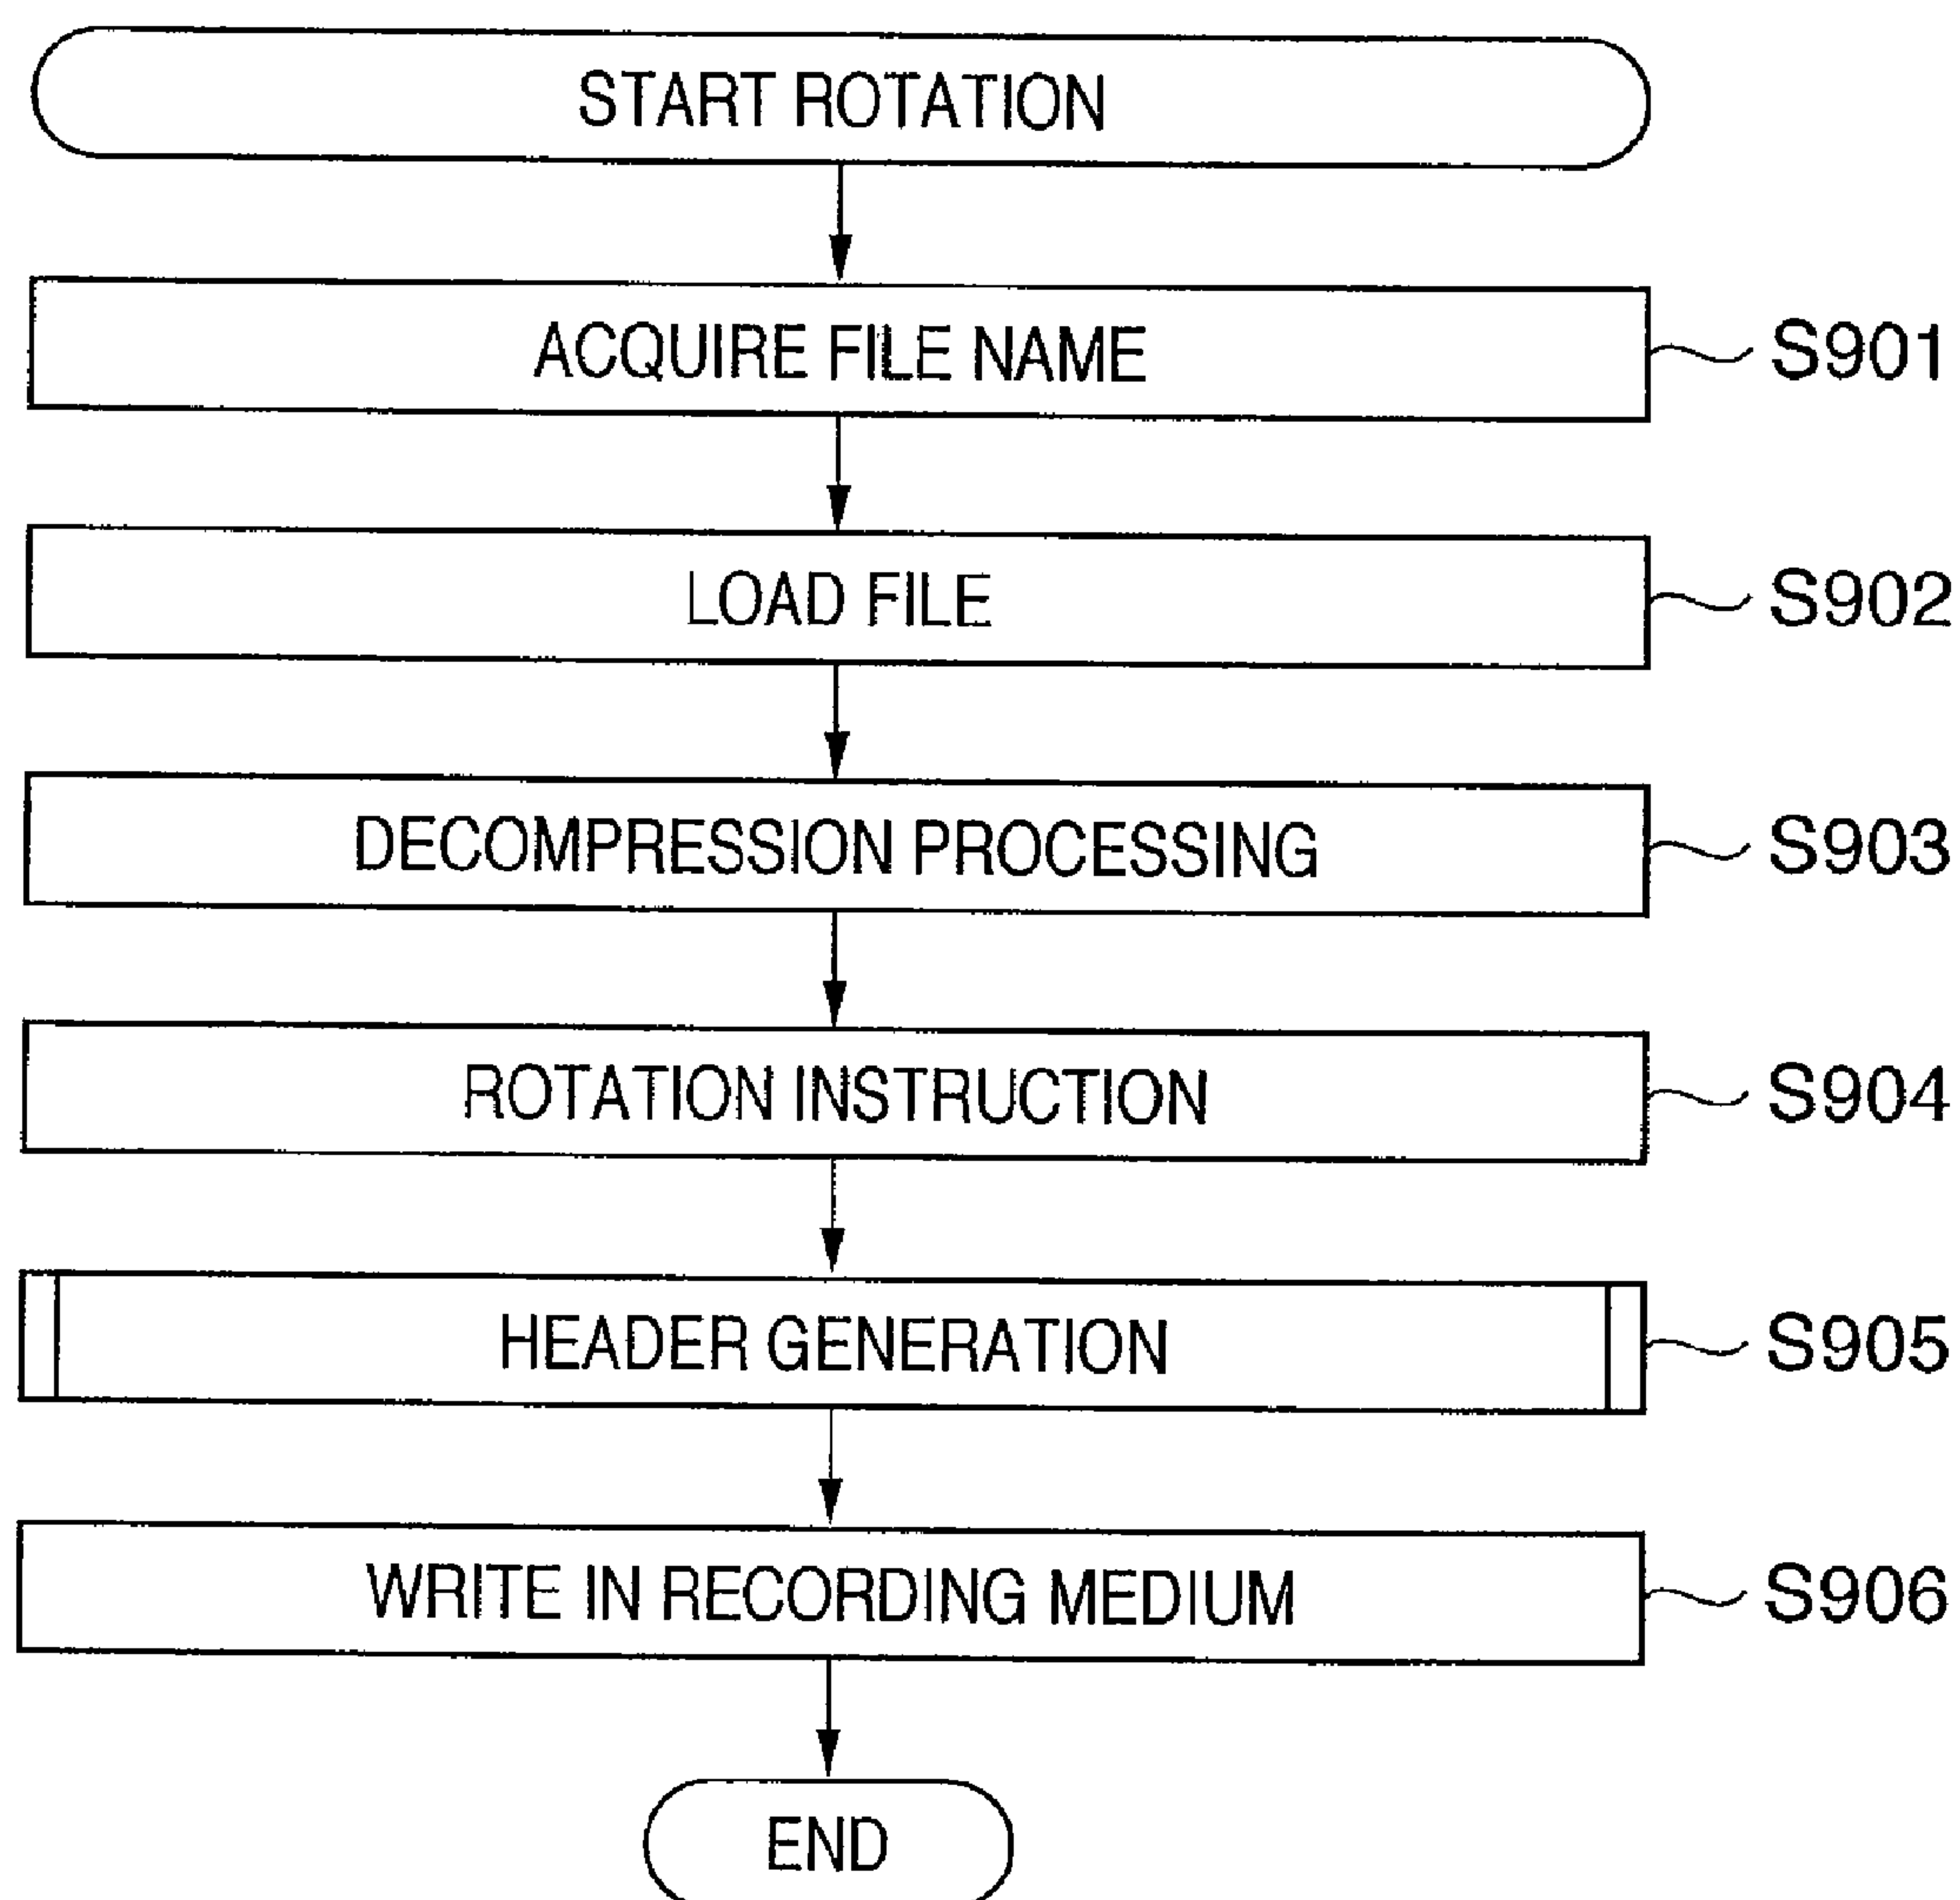 START ROTATION
ACQUIRE FILE NAME S901
LOAD FILE S902
DECOMPRESSION PROCESSING S903
ROTATION INSTRUCTION S904
HEADER GENERATION S905
WRITE IN RECORDING MEDIUM S906
END